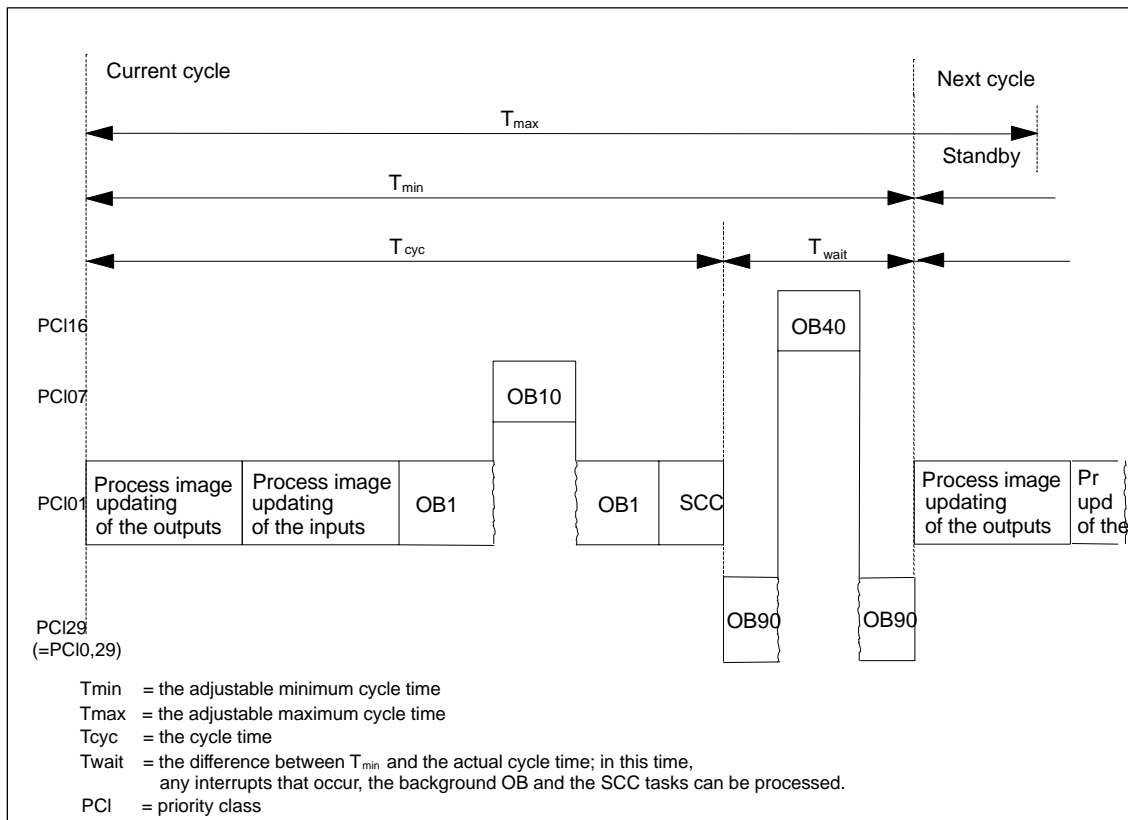 Current cycle
Next cycle
Tmax
Standby
Tmin
Tcyc
Twait
PCl16
OB40
PCl07
OB10
PCl01
Process image
updating
of the outputs
Process image
updating
of the inputs
OB1
OB1
SCC
Process image
updating
of the outputs
Pr
upd
of the
OB90
OB90
PCl29
(=PCl0,29)
Tmin = the adjustable minimum cycle time
Tmax = the adjustable maximum cycle time
Tcyc = the cycle time
Twait = the difference between Tmin and the actual cycle time; in this time,
any interrupts that occur, the background OB and the SCC tasks can be processed.
PCl = priority class